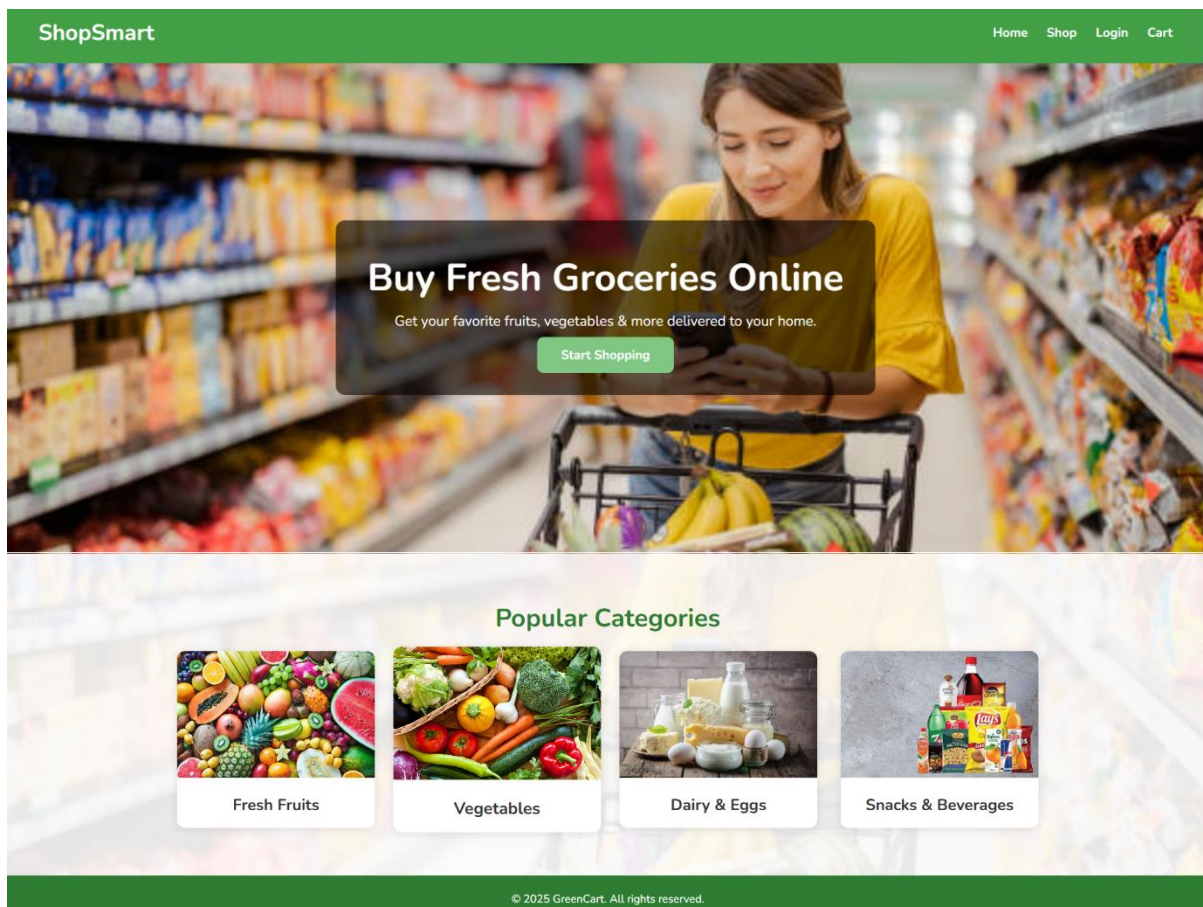 ShopSmart
Home Shop Login Cart
Buy Fresh Groceries Online
Get your favorite fruits, vegetables & more delivered to your home.
Start Shopping
Popular Categories
Lay's
Fresh Fruits
Vegetables
Dairy & Eggs
Snacks & Beverages
© 2025 GreenCart. All rights reserved.